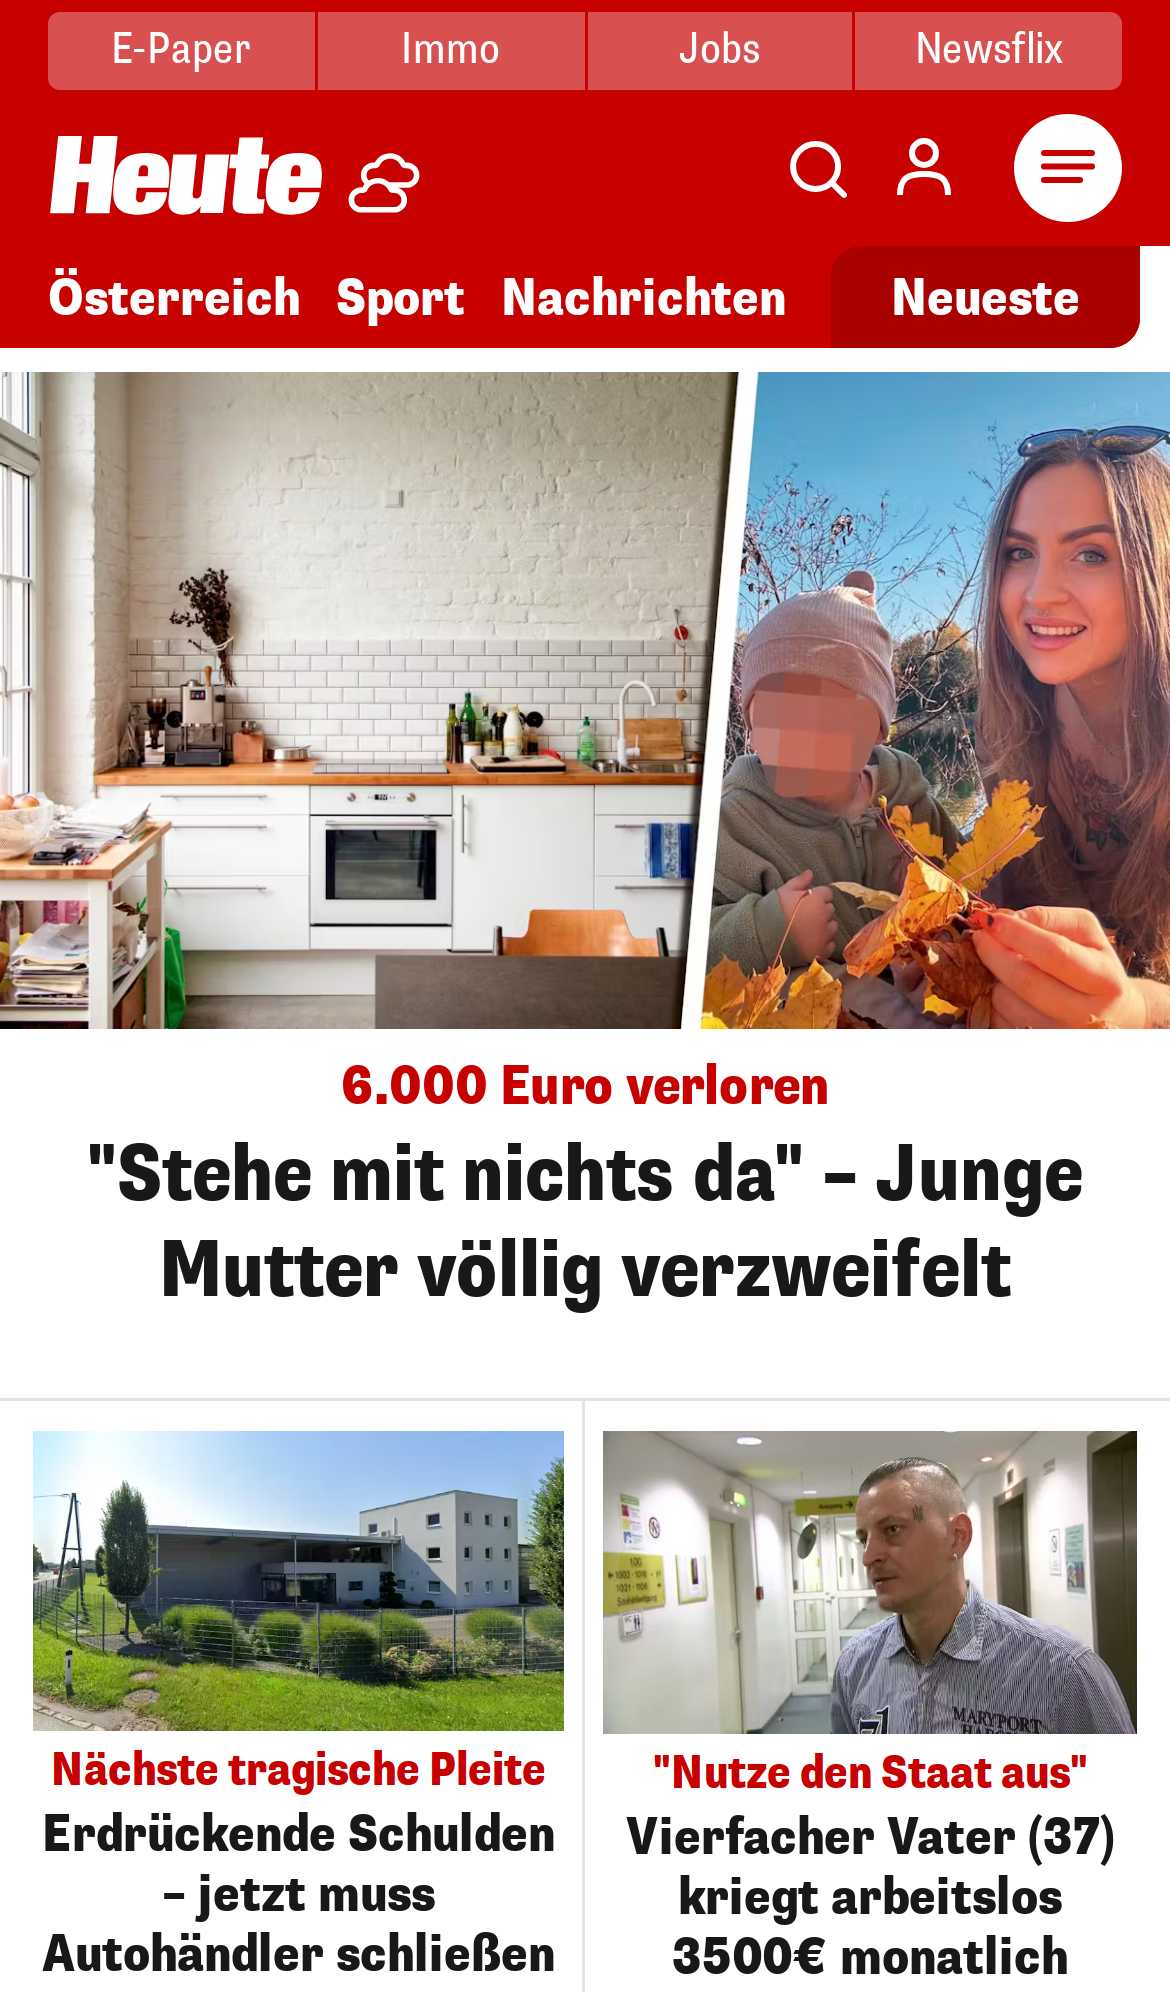 E-Paper
Immo
Jobs
Newsflix
Heute
Österreich
Sport
Nachrichten
Neueste
6.000 Euro verloren
"Stehe mit nichts da" – Junge
Mutter völlig verzweifelt
Nächste tragische Pleite
Erdrückende Schulden
– jetzt muss
Autohändler schließen
100
MARYPORT
"Nutze den Staat aus"
Vierfacher Vater (37)
kriegt arbeitslos
3500€ monatlich